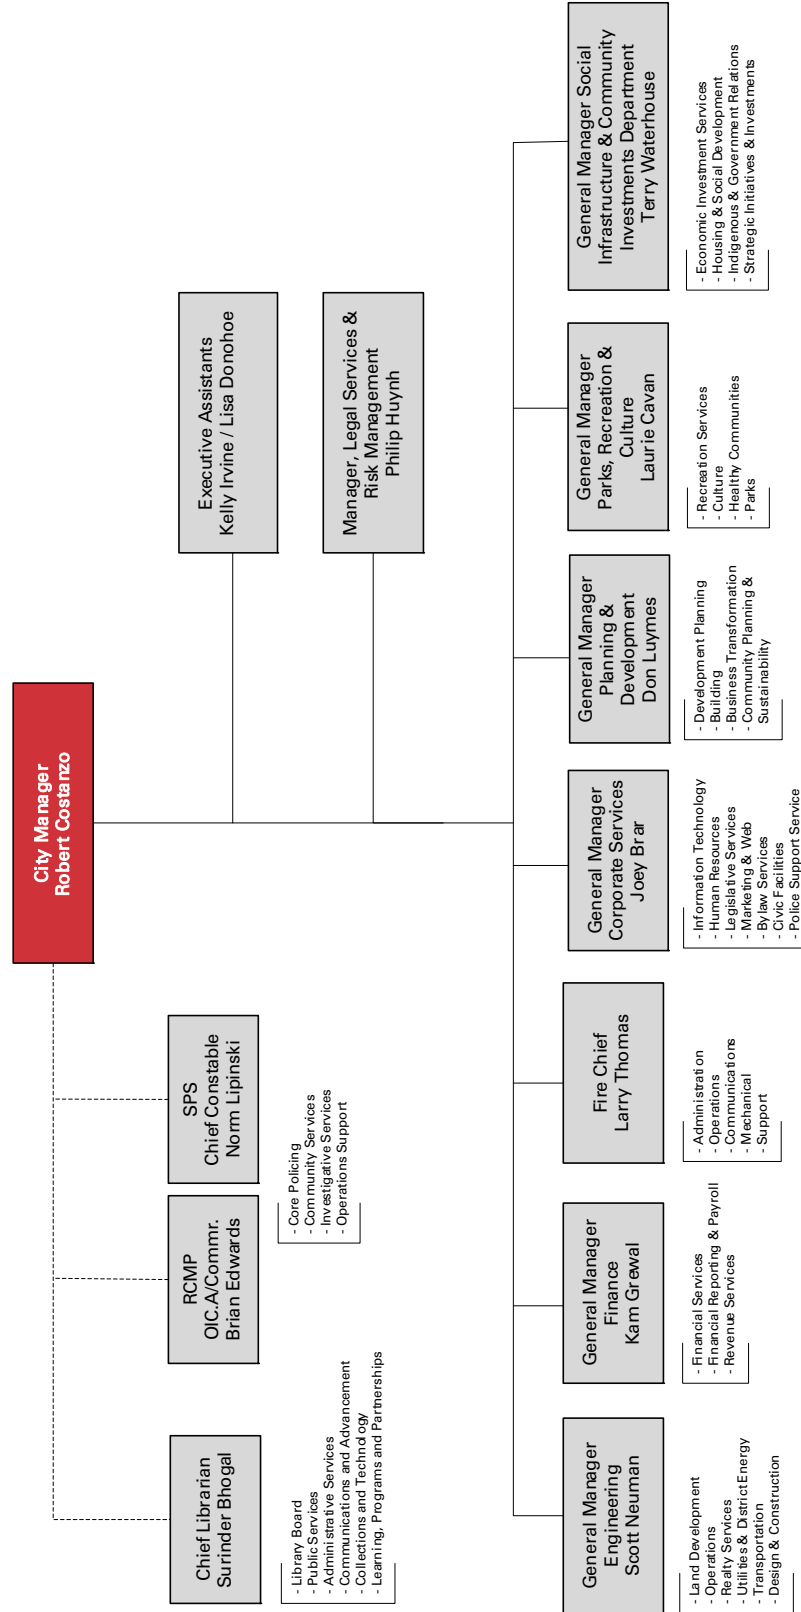 City Manager
Robert Costanzo
Executive Assistants
Kelly Irvine / Lisa Donohoe
Manager, Legal Services &
Risk Management
Philip Huynh
Chief Librarian
Surinder Bhogal
- Library Board
- Public Services
- Administrative Services
- Communications and Advancement
- Collections and Technology
- Learning, Programs and Partnerships
RCMP
OIC.A/Commr.
Brian Edwards
SPS
Chief Constable
Norm Lipinski
- Core Policing
- Community Services
- Investigative Services
- Operations Support
General Manager
Engineering
Scott Neuman
- Land Development
- Operations
- Realty Services
- Utilities & District Energy
- Transportation
- Design & Construction
General Manager
Finance
Kam Grewal
- Financial Services
- Financial Reporting & Payroll
- Revenue Services
Fire Chief
Larry Thomas
- Administration
- Operations
- Communications
- Mechanical
- Support
General Manager
Corporate Services
Joey Brar
- Information Technology
- Human Resources
- Legislative Services
- Marketing & Web
- Bylaw Services
- Civic Facilities
- Police Support Service
General Manager
Planning &
Development
Don Luymes
- Development Planning
- Building
- Business Transformation
- Community Planning &
Sustainability
General Manager
Parks, Recreation &
Culture
Laurie Cavan
- Recreation Services
- Culture
- Healthy Communities
- Parks
General Manager Social
Infrastructure & Community
Investments Department
Terry Waterhouse
- Economic Investment Services
- Housing & Social Development
- Indigenous & Government Relations
- Strategic Initiatives & Investments